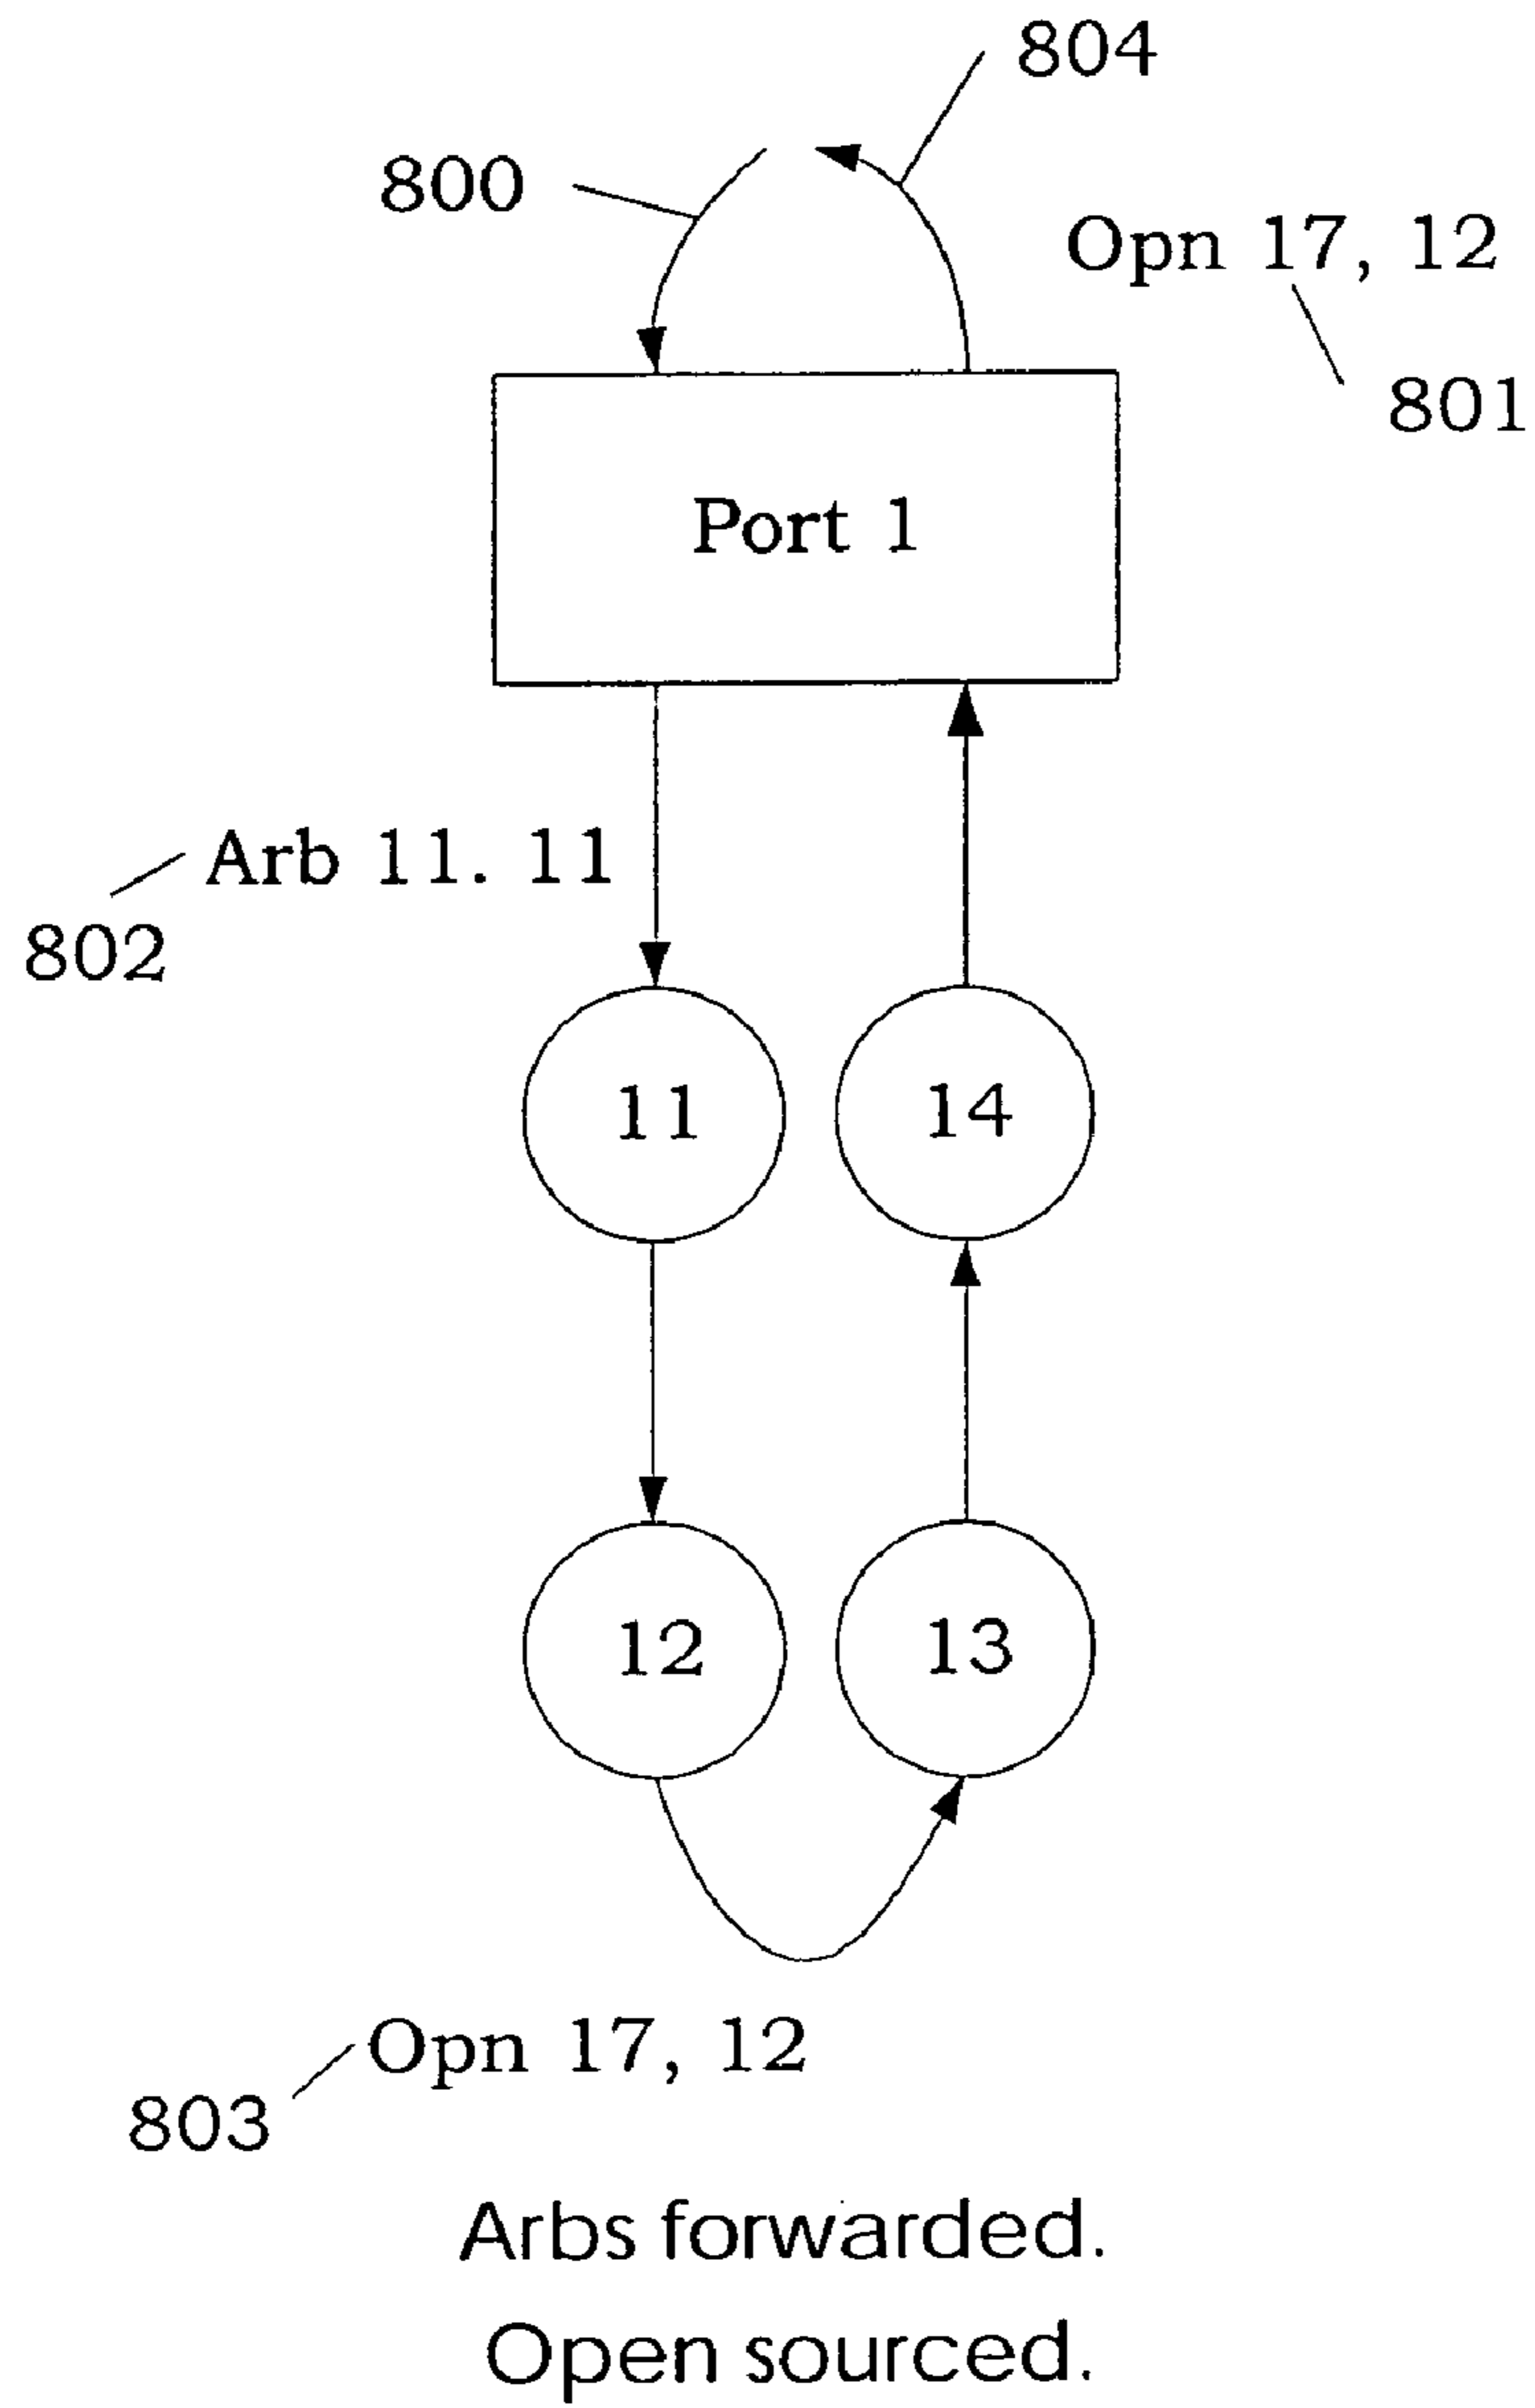 804
800
Opn 17, 12
801
Port 1
Arb 11. 11
802
11
14
12
13
Opn 17, 12
803
Arbs forwarded.
Open sourced.